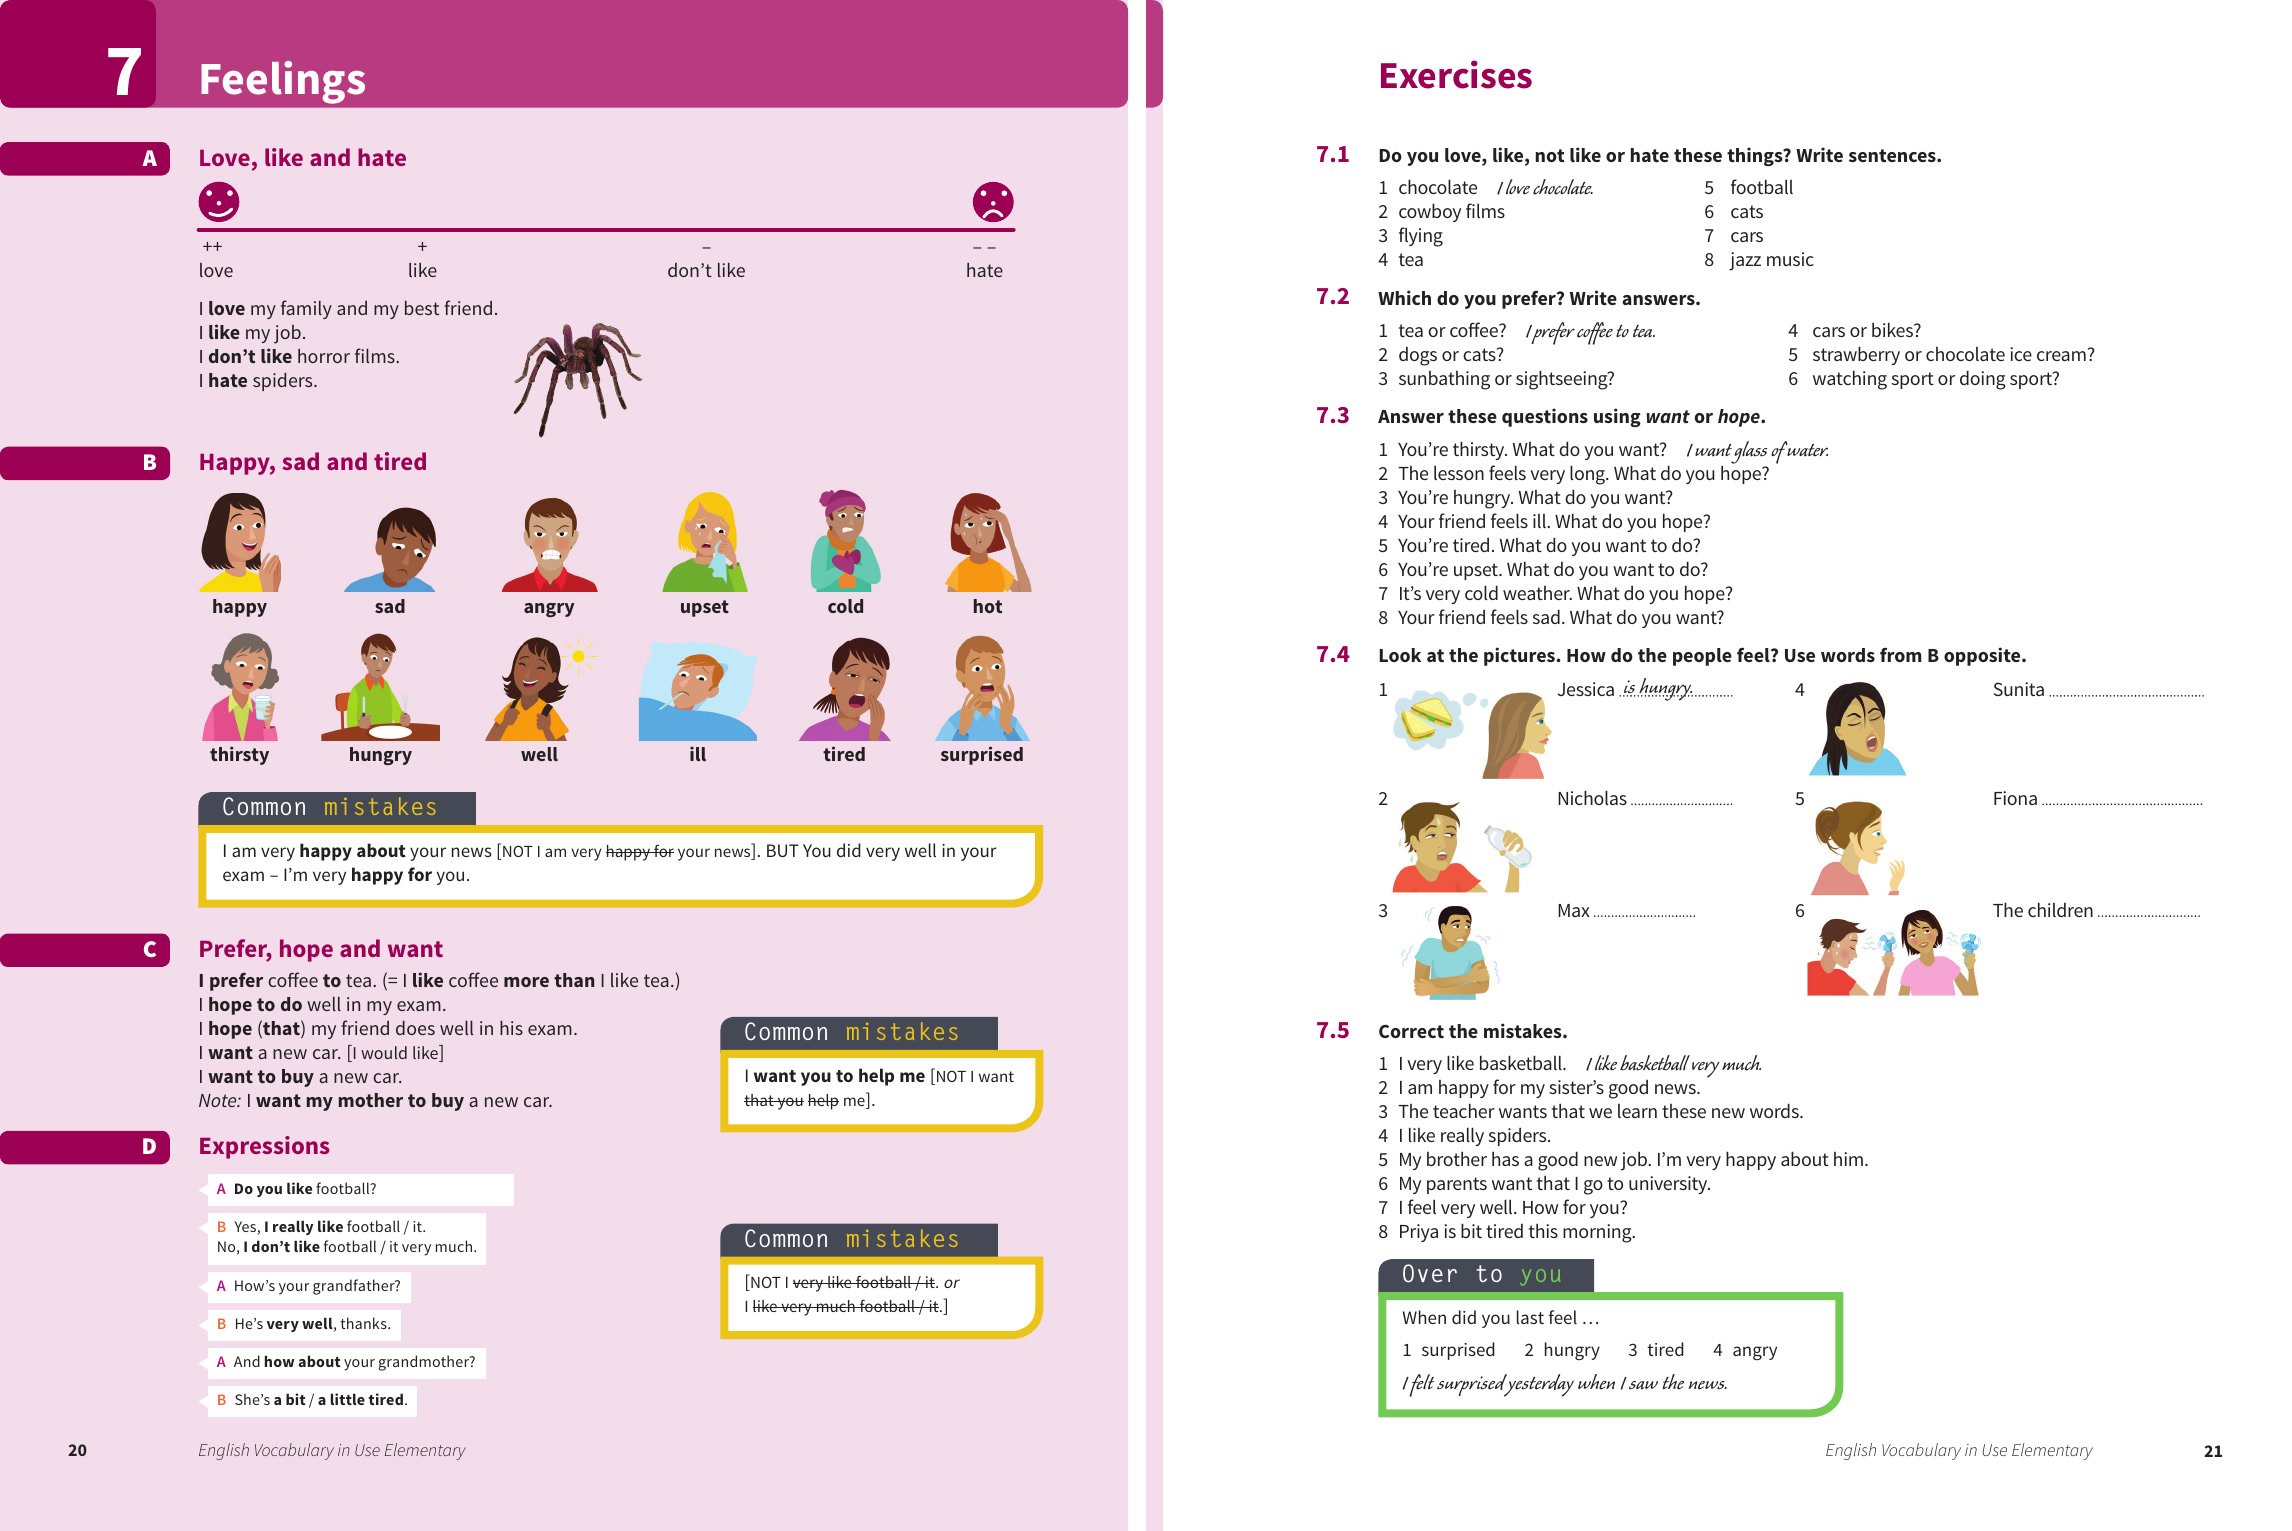 7
Feelings
A
Love, like and hate
++ + – – –
love like don't like hate
I love my family and my best friend.
I like my job.
I don't like horror films.
I hate spiders.
B
Happy, sad and tired
happy sad angry upset cold hot
thirsty hungry well ill tired surprised
Common mistakes
I am very happy about your news [NOT I am very happy for your news]. BUT You did very well in your
exam – I'm very happy for you.
C
Prefer, hope and want
I prefer coffee to tea. (= I like coffee more than I like tea.)
I hope to do well in my exam.
I hope (that) my friend does well in his exam.
I want a new car. [I would like]
I want to buy a new car.
Note: I want my mother to buy a new car.
Common mistakes
I want you to help me [NOT I want
that you help me].
D
Expressions
A Do you like football?
B Yes, I really like football / it.
No, I don't like football / it very much.
A How's your grandfather?
B He's very well, thanks.
A And how about your grandmother?
B She's a bit / a little tired.
Common mistakes
[NOT I very like football / it. or
I like very much football / it.]
20
English Vocabulary in Use Elementary
Exercises
7.1 Do you love, like, not like or hate these things? Write sentences.
1 chocolate I love chocolate.
2 cowboy films
3 flying
4 tea
5 football
6 cats
7 cars
8 jazz music
7.2 Which do you prefer? Write answers.
1 tea or coffee? I prefer coffee to tea.
2 dogs or cats?
3 sunbathing or sightseeing?
4 cars or bikes?
5 strawberry or chocolate ice cream?
6 watching sport or doing sport?
7.3 Answer these questions using want or hope.
1 You're thirsty. What do you want? I want glass of water.
2 The lesson feels very long. What do you hope?
3 You're hungry. What do you want?
4 Your friend feels ill. What do you hope?
5 You're tired. What do you want to do?
6 You're upset. What do you want to do?
7 It's very cold weather. What do you hope?
8 Your friend feels sad. What do you want?
7.4 Look at the pictures. How do the people feel? Use words from B opposite.
1 Jessica is hungry.
2 Nicholas
3 Max
4 Sunita
5 Fiona
6 The children
7.5 Correct the mistakes.
1 I very like basketball. I like basketball very much.
2 I am happy for my sister's good news.
3 The teacher wants that we learn these new words.
4 I like really spiders.
5 My brother has a good new job. I'm very happy about him.
6 My parents want that I go to university.
7 I feel very well. How for you?
8 Priya is bit tired this morning.
Over to you
When did you last feel …
1 surprised 2 hungry 3 tired 4 angry
I felt surprised yesterday when I saw the news.
English Vocabulary in Use Elementary
21